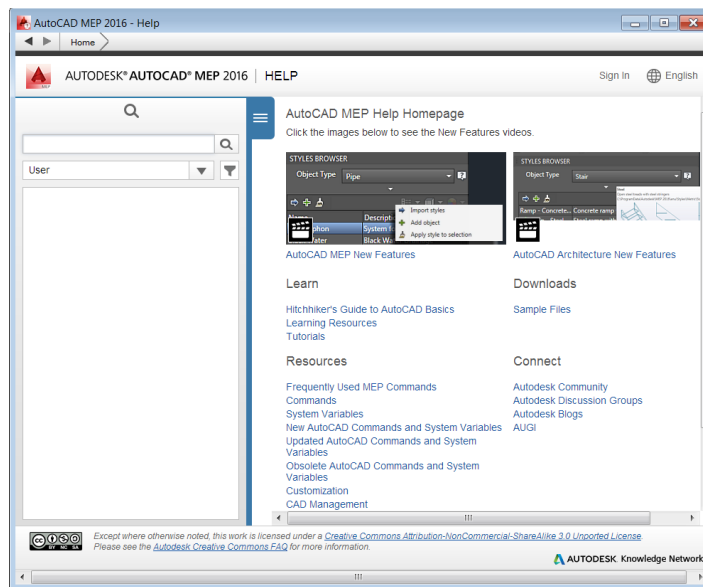 AutoCAD MEP 2016 - Help
Home
AUTODESK® AUTOCAD® MEP 2016 | HELP
Sign In
English
User
AutoCAD MEP Help Homepage
Click the images below to see the New Features videos.
STYLES BROWSER
Object Type
Pipe
Import styles
Add object
Apply style to selection
STYLES BROWSER
Object Type
Stair
AutoCAD MEP New Features
AutoCAD Architecture New Features
Learn
Hitchhiker's Guide to AutoCAD Basics
Learning Resources
Tutorials
Downloads
Sample Files
Resources
Frequently Used MEP Commands
Commands
System Variables
New AutoCAD Commands and System Variables
Updated AutoCAD Commands and System
Variables
Obsolete AutoCAD Commands and System
Variables
Customization
CAD Management
Connect
Autodesk Community
Autodesk Discussion Groups
Autodesk Blogs
AUGI
BY NC SA
Except where otherwise noted, this work is licensed under a Creative Commons Attribution-NonCommercial-ShareAlike 3.0 Unported License
Please see the Autodesk Creative Commons FAQ for more information.
AUTODESK Knowledge Network